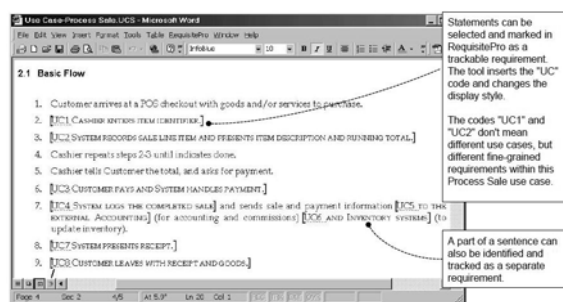 Use Case-Process Sale.UCS - Microsoft Word
File Edit View Insert Format Tools Table RequisitePro Window Help
InfoBlue 10 B I U
2.1 Basic Flow
1. Customer arrives at a POS checkout with goods and/or services to purchase.
2. [UC1 CASHIER ENTERS ITEM IDENTIFIER.]
3. [UC2 SYSTEM RECORDS SALE LINE ITEM AND PRESENTS ITEM DESCRIPTION AND RUNNING TOTAL.]
4. Cashier repeats steps 2-3 until indicates done.
5. Cashier tells Customer the total, and asks for payment.
6. [UC3 CUSTOMER PAYS AND SYSTEM HANDLES PAYMENT.]
7. [UC4 SYSTEM LOGS THE COMPLETED SALE] and sends sale and payment information [UC5 TO THE
EXTERNAL ACCOUNTING] (for accounting and commissions) [UC6 AND INVENTORY SYSTEMS] (to
update inventory).
8. [UC7 SYSTEM PRESENTS RECEIPT.]
9. [UC8 CUSTOMER LEAVES WITH RECEIPT AND GOODS.]
Page 4 Sec 2 4/5 At 5.9" Ln 20 Col 1 REC TRK EXT OVR
Statements can be
selected and marked in
RequisitePro as a
trackable requirement.
The tool inserts the "UC"
code and changes the
display style.
The codes "UC1" and
"UC2" don't mean
different use cases, but
different fine-grained
requirements within this
Process Sale use case.
A part of a sentence can
also be identified and
tracked as a separate
requirement.